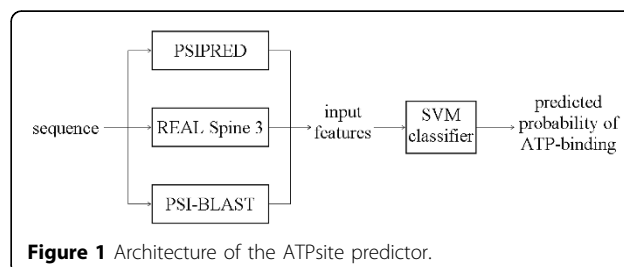 PSIPRED
sequence
REAL Spine 3
PSI-BLAST
input
features
SVM
classifier
predicted
probability of
ATP-binding
Figure 1 Architecture of the ATPsite predictor.